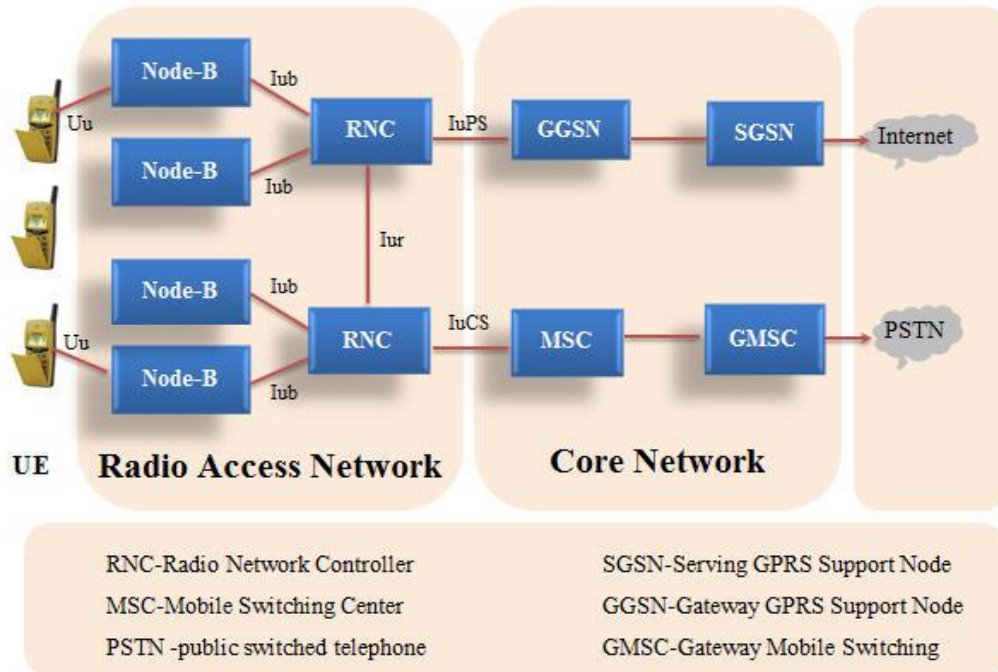 Node-B
Iub
Uu
RNC
IuPS
GGSN
SGSN
Internet
Node-B
Iub
Iur
Node-B
Iub
RNC
IuCS
MSC
GMSC
PSTN
Uu
Node-B
Iub
UE
Radio Access Network
Core Network
RNC-Radio Network Controller
SGSN-Serving GPRS Support Node
MSC-Mobile Switching Center
GGSN-Gateway GPRS Support Node
PSTN -public switched telephone
GMSC-Gateway Mobile Switching